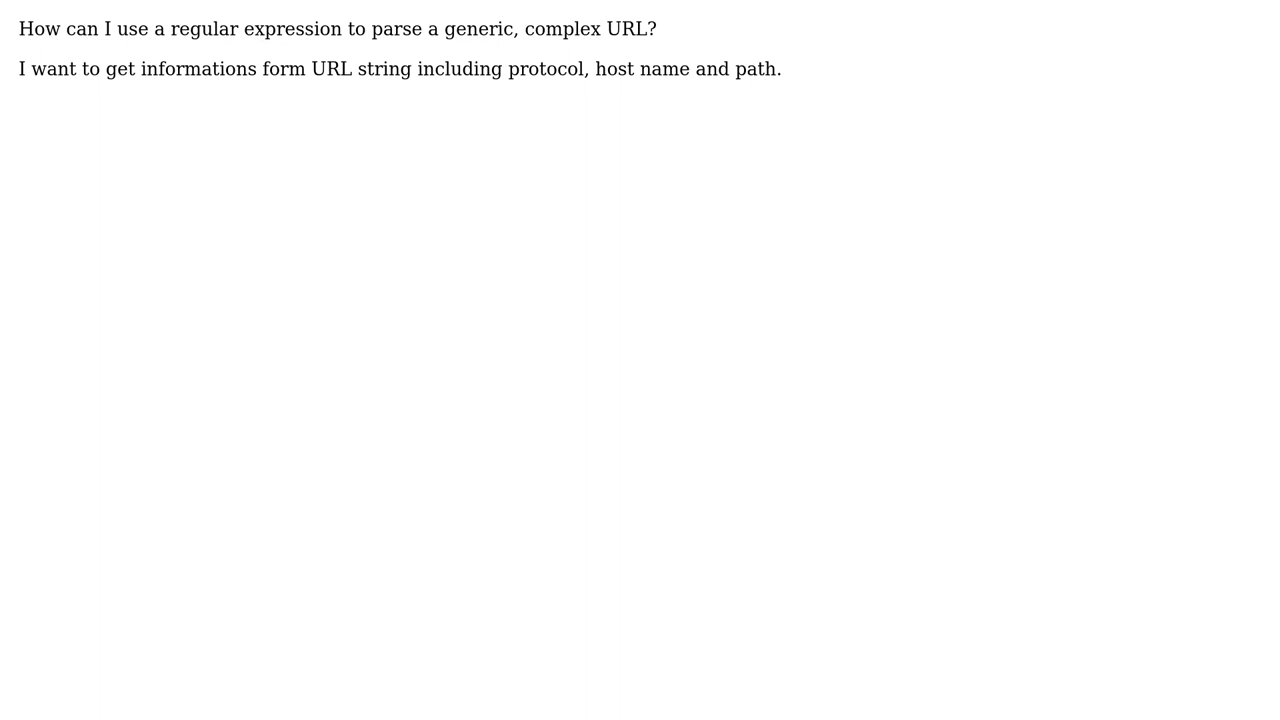 How can I use a regular expression to parse a generic, complex URL?
I want to get informations form URL string including protocol, host name and path.